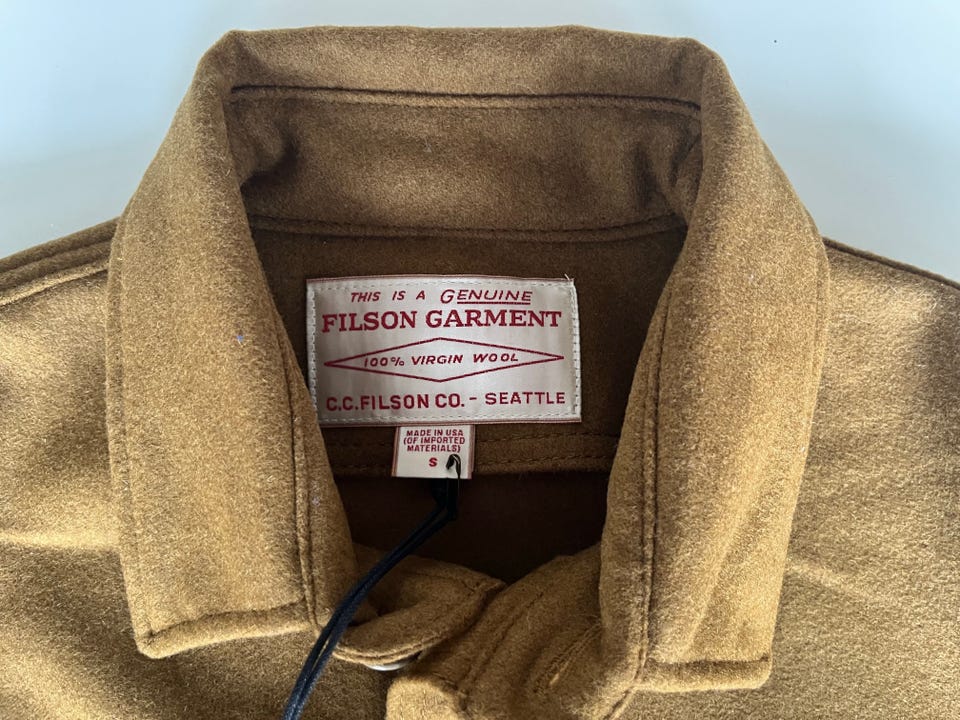 THIS IS A GENUINE
FILSON GARMENT
100% VIRGIN WOOL
C.C. FILSON CO. - SEATTLE
MADE IN USA
(OF IMPORTED
MATERIALS)
S